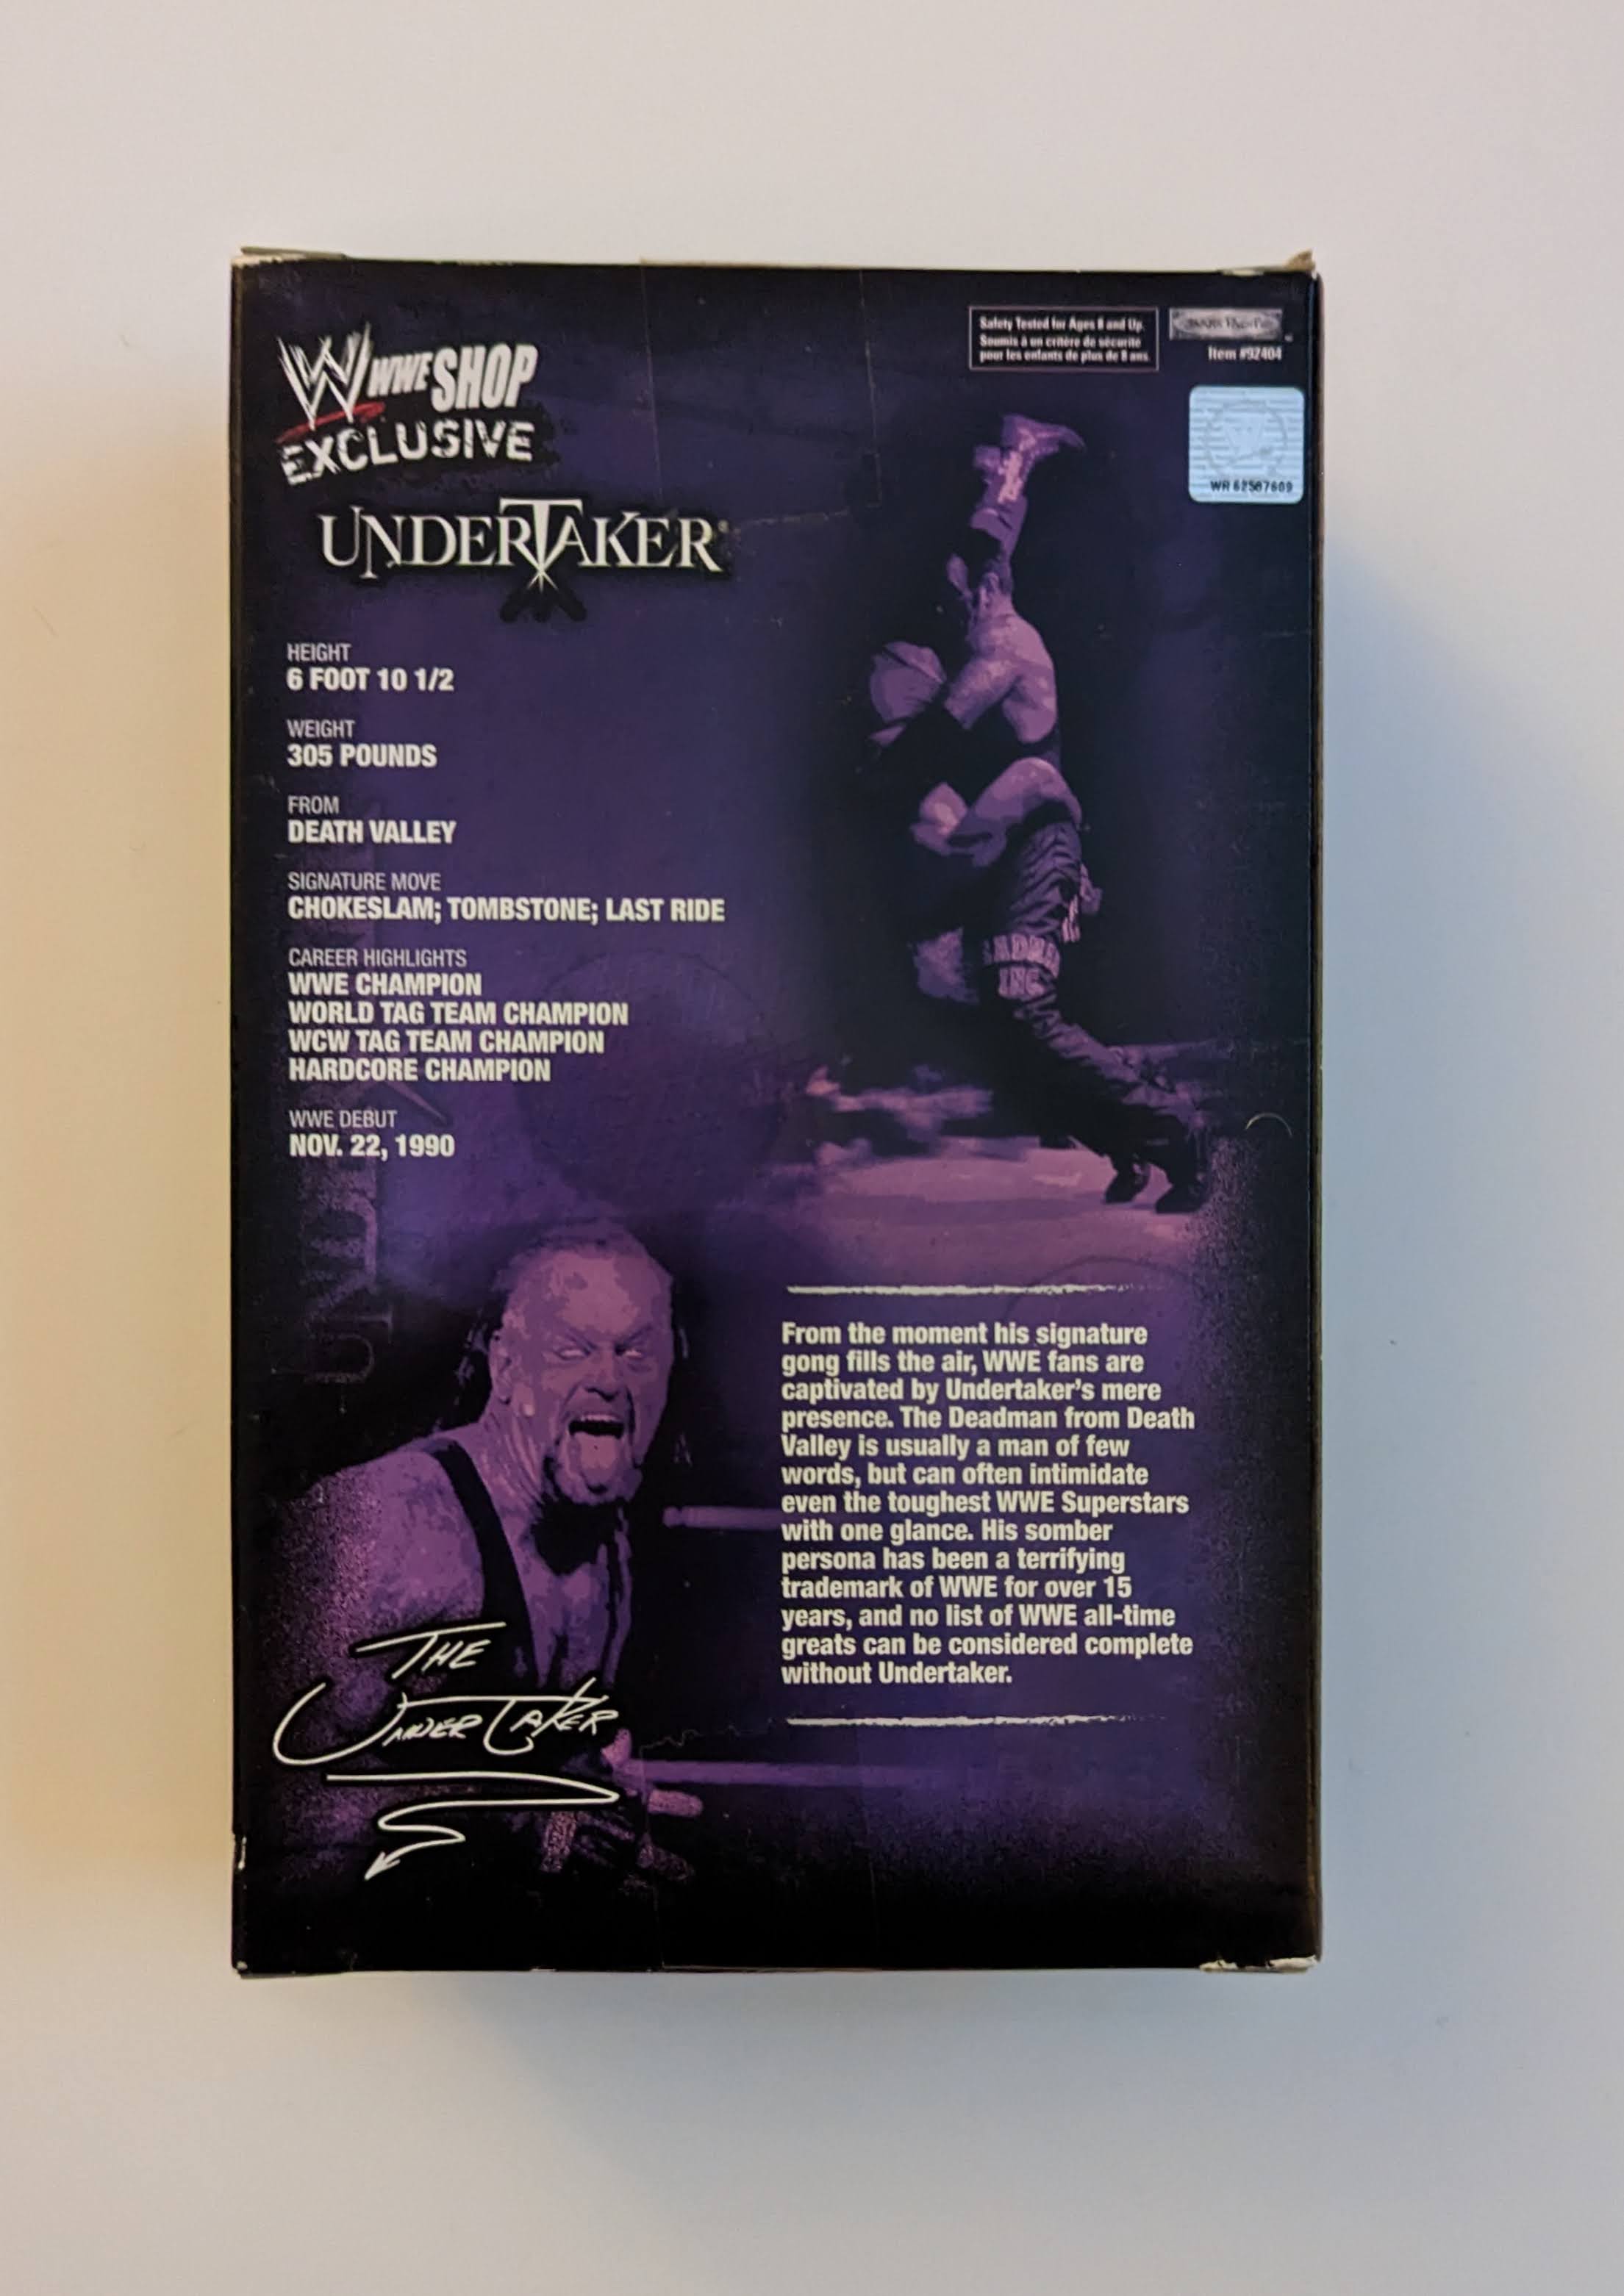 WWE SHOP
EXCLUSIVE
Safety Tested for Ages 8 and Up.
Soumis à un critère de sécurité
pour les enfants de plus de 8 ans.
Item #92404
WR 62567609
UNDERTAKER®
HEIGHT
6 FOOT 10 1/2
WEIGHT
305 POUNDS
FROM
DEATH VALLEY
SIGNATURE MOVE
CHOKESLAM; TOMBSTONE; LAST RIDE
CAREER HIGHLIGHTS
WWE CHAMPION
WORLD TAG TEAM CHAMPION
WCW TAG TEAM CHAMPION
HARDCORE CHAMPION
WWE DEBUT
NOV. 22, 1990
INC
From the moment his signature
gong fills the air, WWE fans are
captivated by Undertaker's mere
presence. The Deadman from Death
Valley is usually a man of few
words, but can often intimidate
even the toughest WWE Superstars
with one glance. His somber
persona has been a terrifying
trademark of WWE for over 15
years, and no list of WWE all-time
greats can be considered complete
without Undertaker.
THE
UNDERTAKER